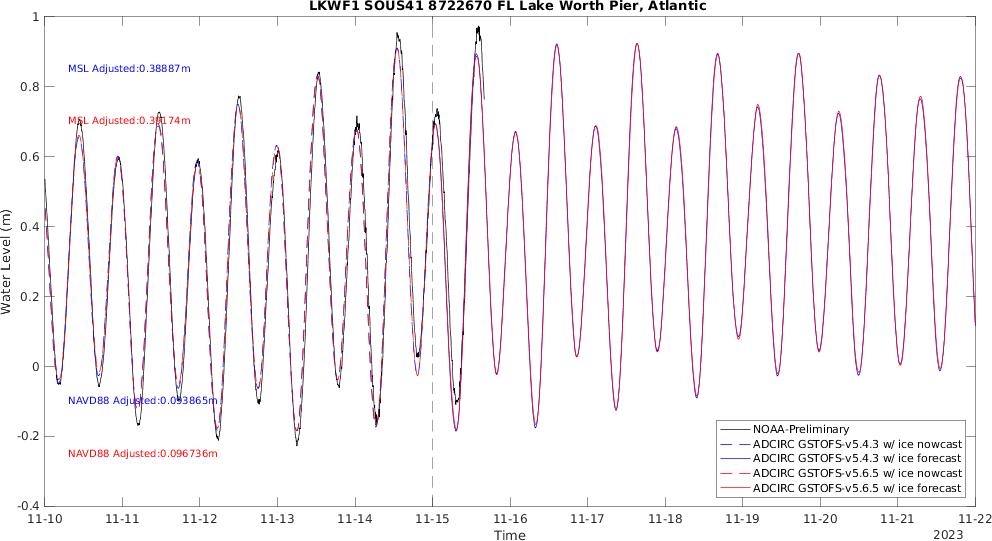 LKWF1 SOUS41 8722670 FL Lake Worth Pier, Atlantic
1
0.8
0.6
0.4
0.2
0
-0.2
-0.4
Water Level (m)
MSL Adjusted:0.38887m
MSL Adjusted:0.39174m
NAVD88 Adjusted:0.093865m
NAVD88 Adjusted:0.096736m
NOAA-Preliminary
ADCIRC GSTOFS-v5.4.3 w/ ice nowcast
ADCIRC GSTOFS-v5.4.3 w/ ice forecast
ADCIRC GSTOFS-v5.6.5 w/ ice nowcast
ADCIRC GSTOFS-v5.6.5 w/ ice forecast
11-10 11-11 11-12 11-13 11-14 11-15 11-16 11-17 11-18 11-19 11-20 11-21 11-22
Time
2023